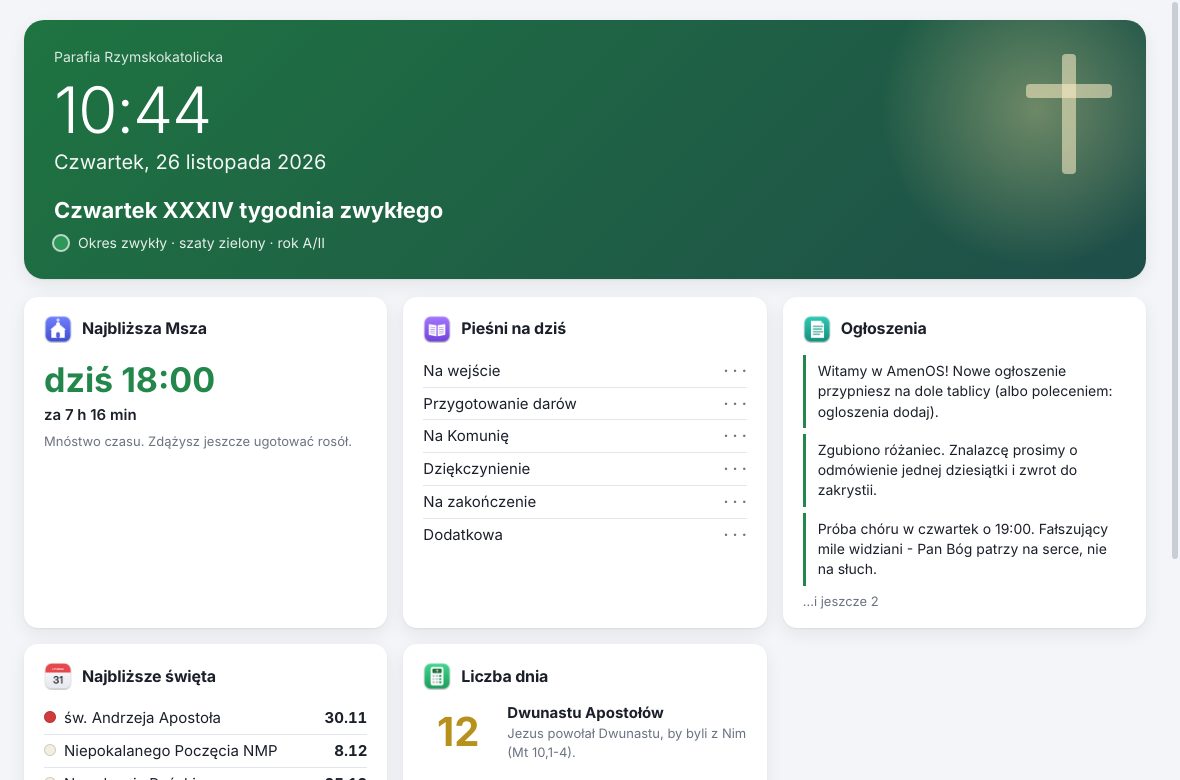 Parafia Rzymskokatolicka
10:44
Czwartek, 26 listopada 2026
Czwartek XXXIV tygodnia zwykłego
Okres zwykły · szaty zielony · rok A/II
Najbliższa Msza
dziś 18:00
za 7 h 16 min
Mnóstwo czasu. Zdążysz jeszcze ugotować rosół.
Pieśni na dziś
Na wejście · · ·
Przygotowanie darów · · ·
Na Komunię · · ·
Dziękczynienie · · ·
Na zakończenie · · ·
Dodatkowa · · ·
Ogłoszenia
Witamy w AmenOS! Nowe ogłoszenie
przypniesz na dole tablicy (albo poleceniem:
ogloszenia dodaj).
Zgubiono różaniec. Znalazcę prosimy o
odmówienie jednej dziesiątki i zwrot do
zakrystii.
Próba chóru w czwartek o 19:00. Fałszujący
mile widziani - Pan Bóg patrzy na serce, nie
na słuch.
...i jeszcze 2
31
Najbliższe święta
św. Andrzeja Apostoła 30.11
Niepokalanego Poczęcia NMP 8.12
Liczba dnia
12
Dwunastu Apostołów
Jezus powołał Dwunastu, by byli z Nim
(Mt 10,1-4).